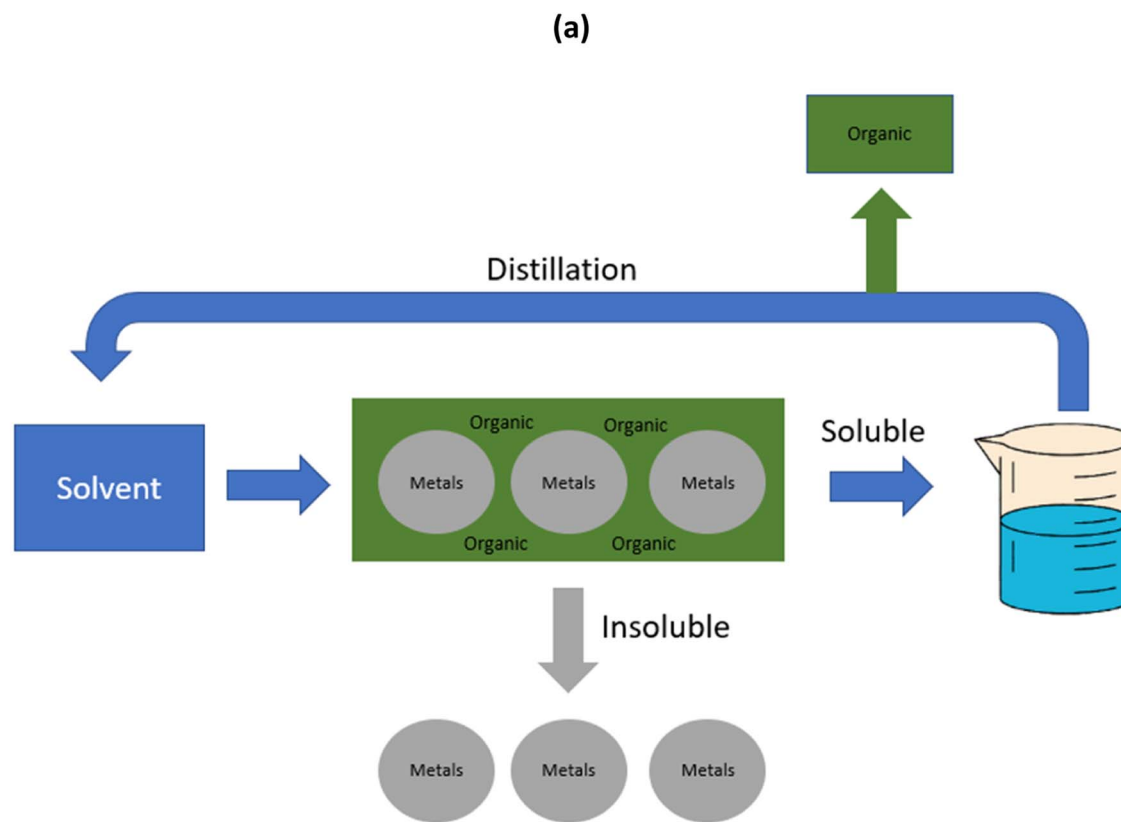 (a)
Organic
Distillation
Solvent
Organic Organic
Metals Metals Metals
Organic Organic
Soluble
Insoluble
Metals Metals Metals